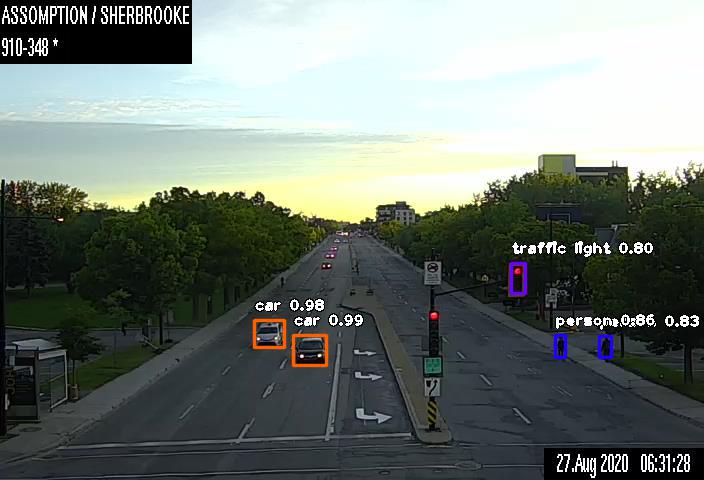 ASSOMPTION / SHERBROOKE
910-348 *
traffic light 0.80
car 0.98
car 0.99
person 0.86
0.83
27.Aug 2020 06:31:28